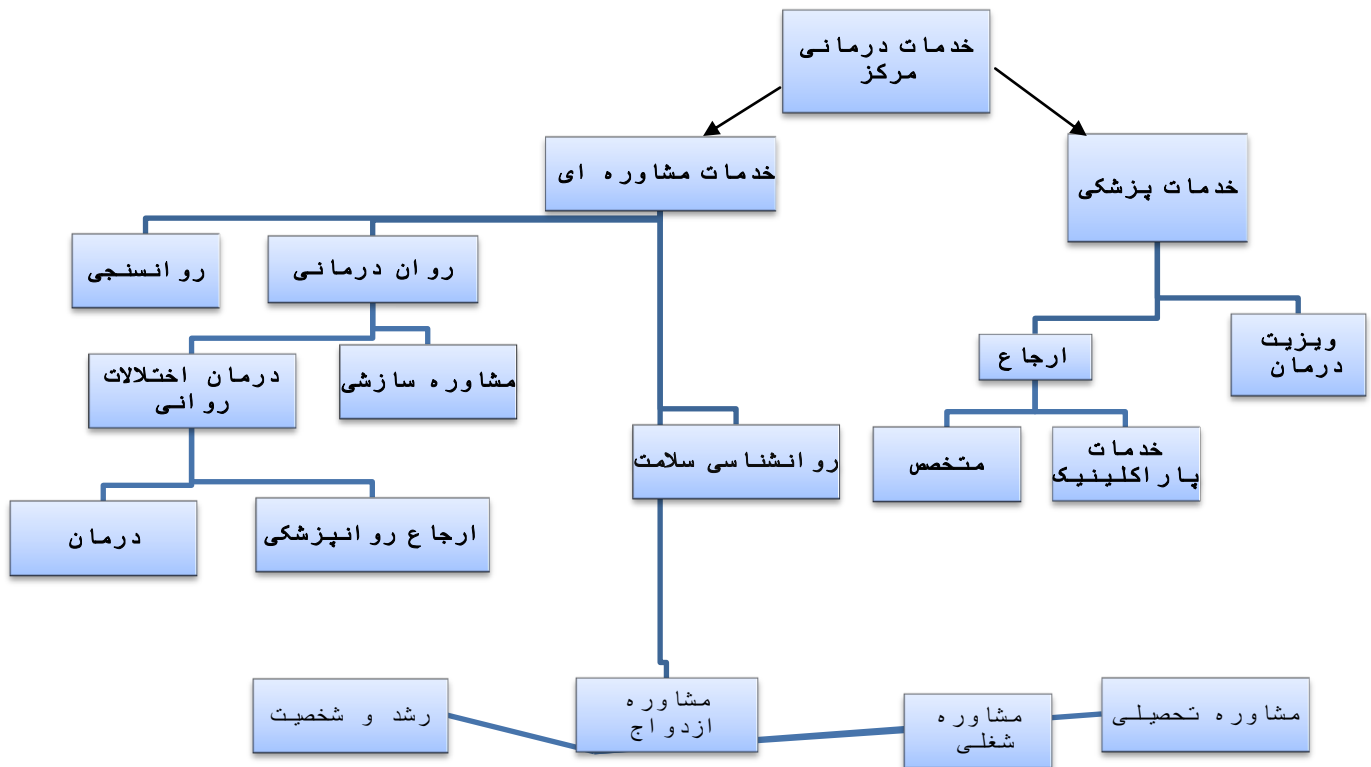 خدمات درمانی
مرکز
خدمات مشاوره ای
خدمات پزشکی
روانسنجی
روان درمانی
ویزیت
درمان
ارجاع
مشاوره سازشی
درمان اختلالات
روانی
روانشناسی سلامت
متخصص
خدمات
پاراکلینیک
درمان
ارجاع روانپزشکی
رشد و شخصیت
مشاوره
ازدواج
مشاوره
شغلی
مشاوره تحصیلی